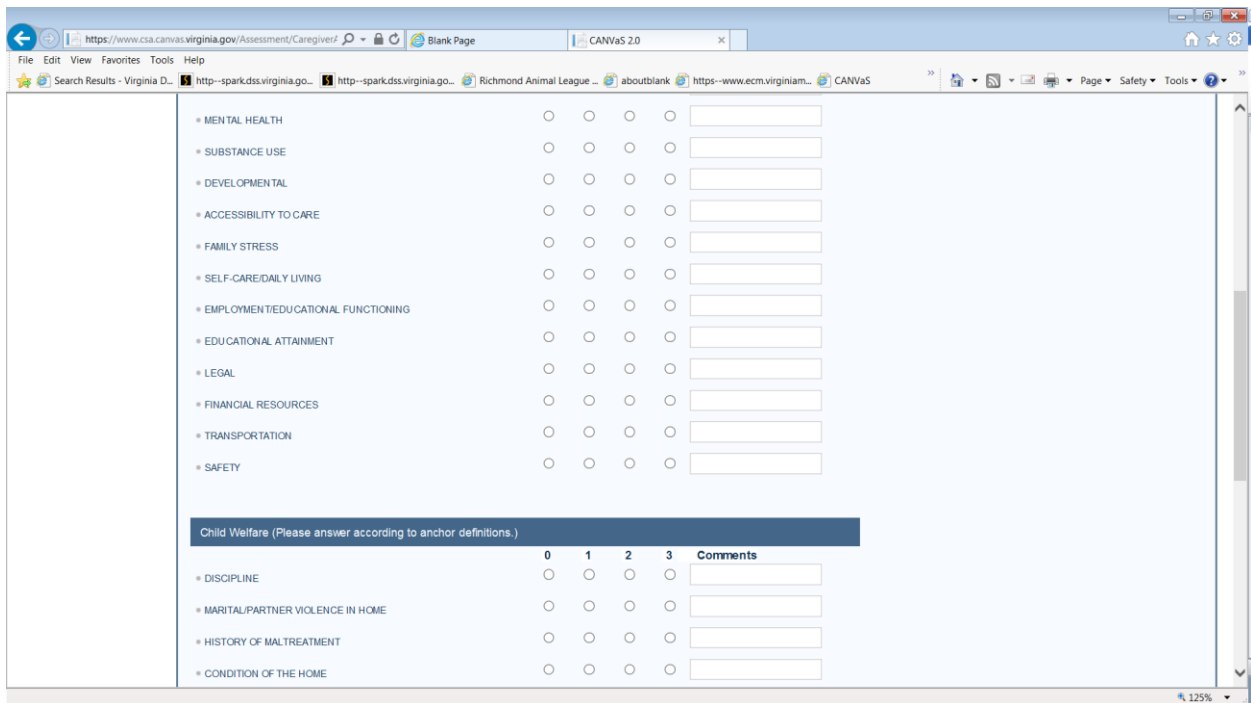 https://www.csa.canvas.virginia.gov/Assessment/Caregiver/ Blank Page CANVaS 2.0
File Edit View Favorites Tools Help
Search Results - Virginia D... http--spark.dss.virginia.go... http--spark.dss.virginia.go... Richmond Animal League ... aboutblank https--www.ecm.virginiam... CANVaS Page Safety Tools
MENTAL HEALTH
SUBSTANCE USE
DEVELOPMENTAL
ACCESSIBILITY TO CARE
FAMILY STRESS
SELF-CARE/DAILY LIVING
EMPLOYMENT/EDUCATIONAL FUNCTIONING
EDUCATIONAL ATTAINMENT
LEGAL
FINANCIAL RESOURCES
TRANSPORTATION
SAFETY
Child Welfare (Please answer according to anchor definitions.)
0 1 2 3 Comments
DISCIPLINE
MARITAL/PARTNER VIOLENCE IN HOME
HISTORY OF MALTREATMENT
CONDITION OF THE HOME
125%